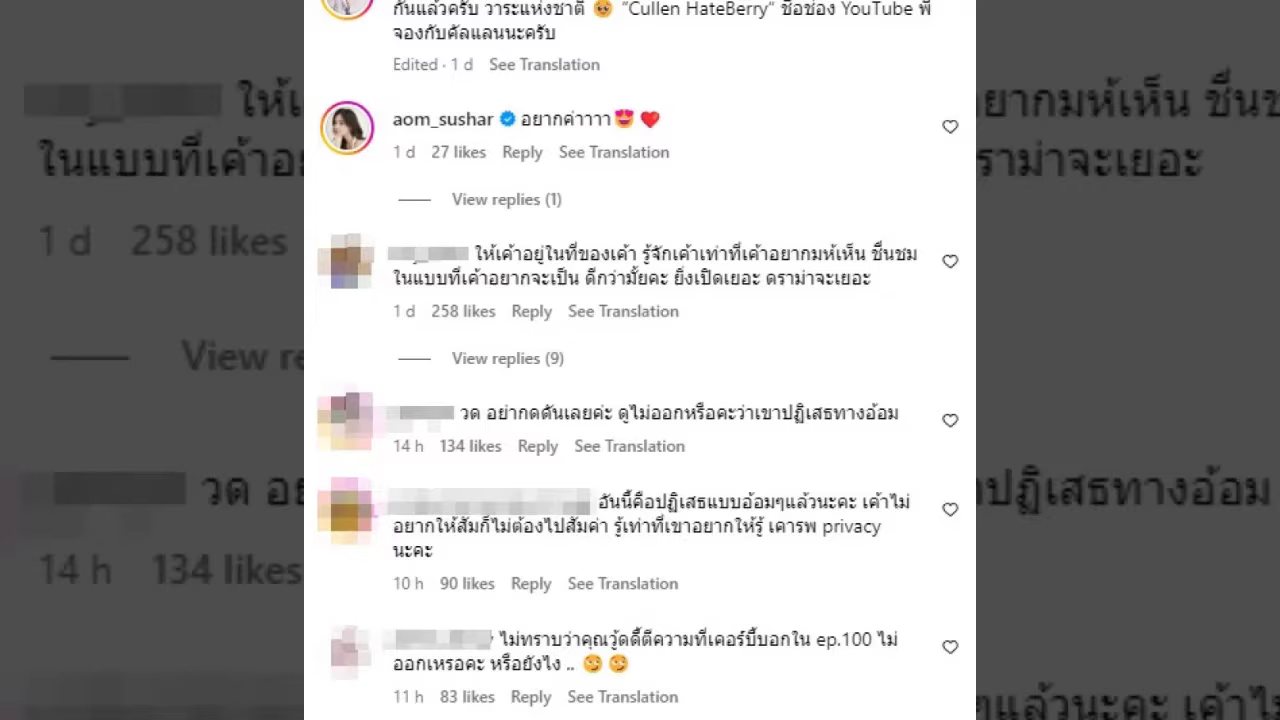 กันแล้วครับ วาระแห่งชาติ 🥹 “Cullen HateBerry” ชื่อช่อง YouTube พี่
จองกับคัลแลนนะครับ
Edited · 1 d See Translation
aom_sushar อยากค่าาาา😍 ❤️
1 d 27 likes Reply See Translation
View replies (1)
ให้เค้าอยู่ในที่ของเค้า รู้จักเค้าเท่าที่เค้าอยากมห้เห็น ชื่นชม
ในแบบที่เค้าอยากจะเป็น ดีกว่ามั้ยคะ ยิ่งเปิดเยอะ ดราม่าจะเยอะ
1 d 258 likes Reply See Translation
View replies (9)
วด อย่ากดดันเลยค่ะ ดูไม่ออกหรือคะว่าเขาปฏิเสธทางอ้อม
14 h 134 likes Reply See Translation
อันนี้คือปฏิเสธแบบอ้อมๆแล้วนะคะ เค้าไม่
อยากให้สัมก็ไม่ต้องไปสัมค่า รู้เท่าที่เขาอยากให้รู้ เคารพ privacy
นะคะ
10 h 90 likes Reply See Translation
ไม่ทราบว่าคุณวู้ดดี้ตีความที่เคอร์บี้บอกใน ep.100 ไม่
ออกเหรอคะ หรือยังไง .. 🙄 🙄
11 h 83 likes Reply See Translation